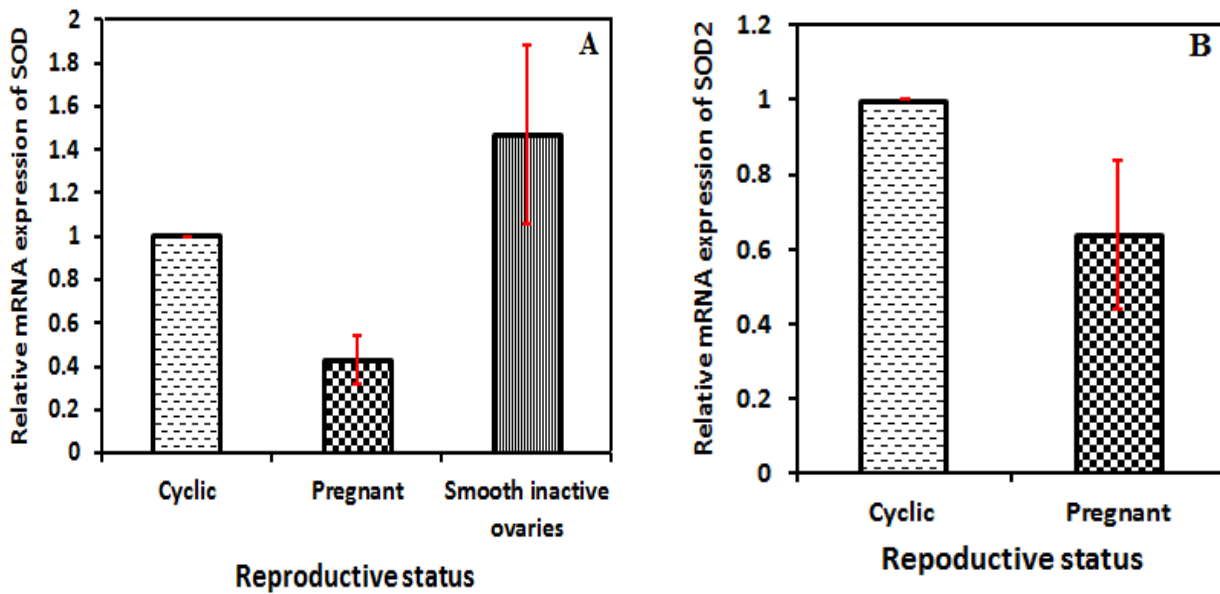 A
Relative mRNA expression of SOD
2
1.8
1.6
1.4
1.2
1
0.8
0.6
0.4
0.2
0
Cyclic
Pregnant
Smooth inactive
ovaries
Reproductive status
B
Relative mRNA expression of SOD2
1.2
1
0.8
0.6
0.4
0.2
0
Cyclic
Pregnant
Repoductive status